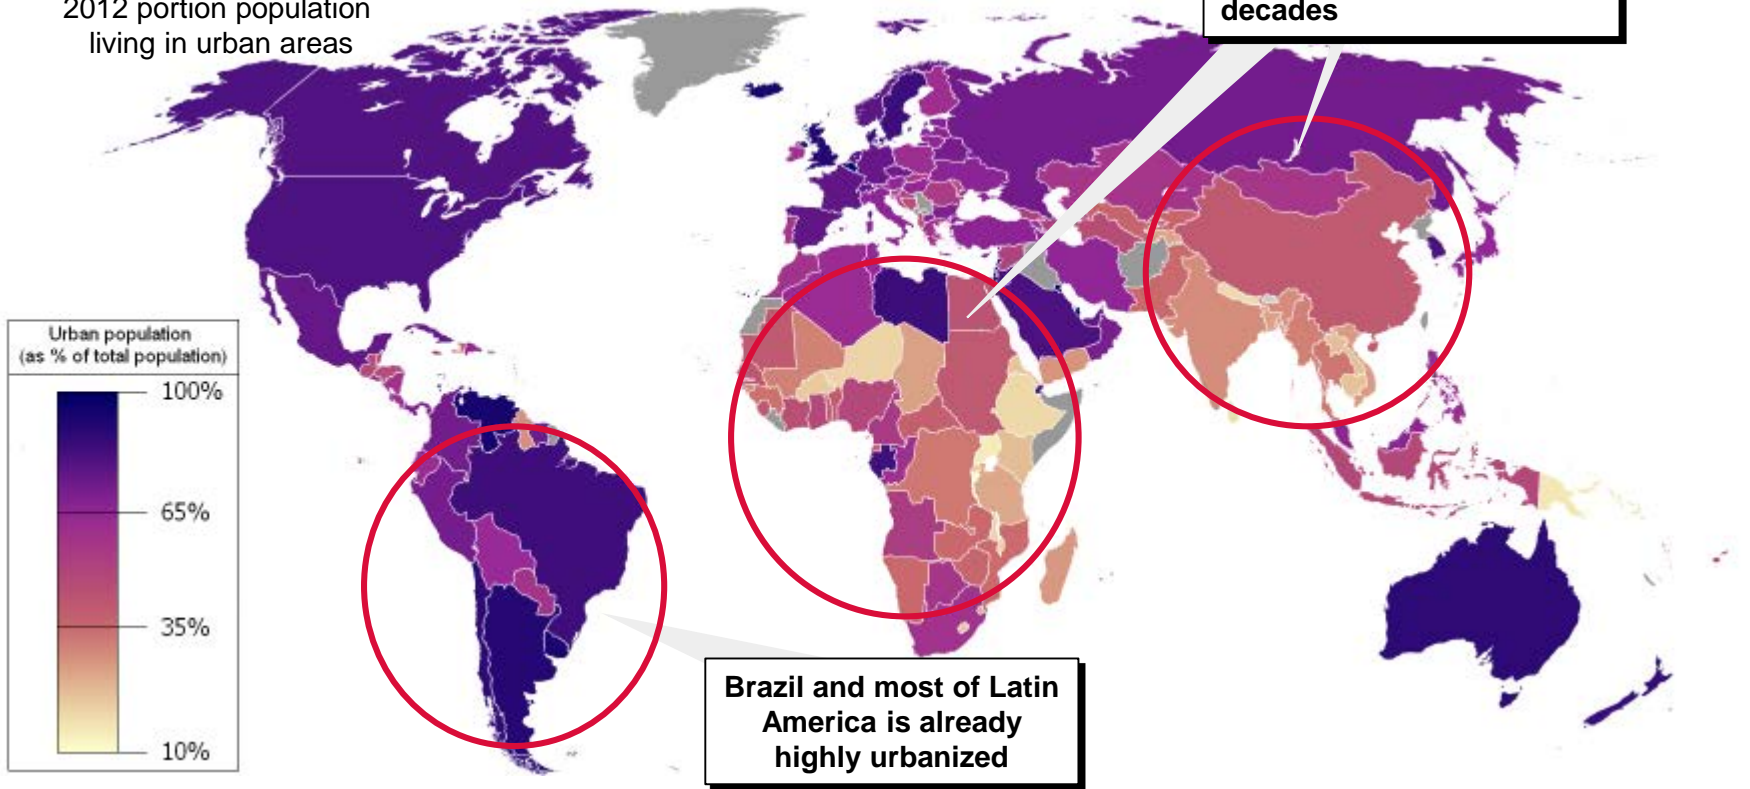 2012 portion population
living in urban areas
decades
Urban population
(as % of total population)
100%
65%
35%
10%
Brazil and most of Latin
America is already
highly urbanized